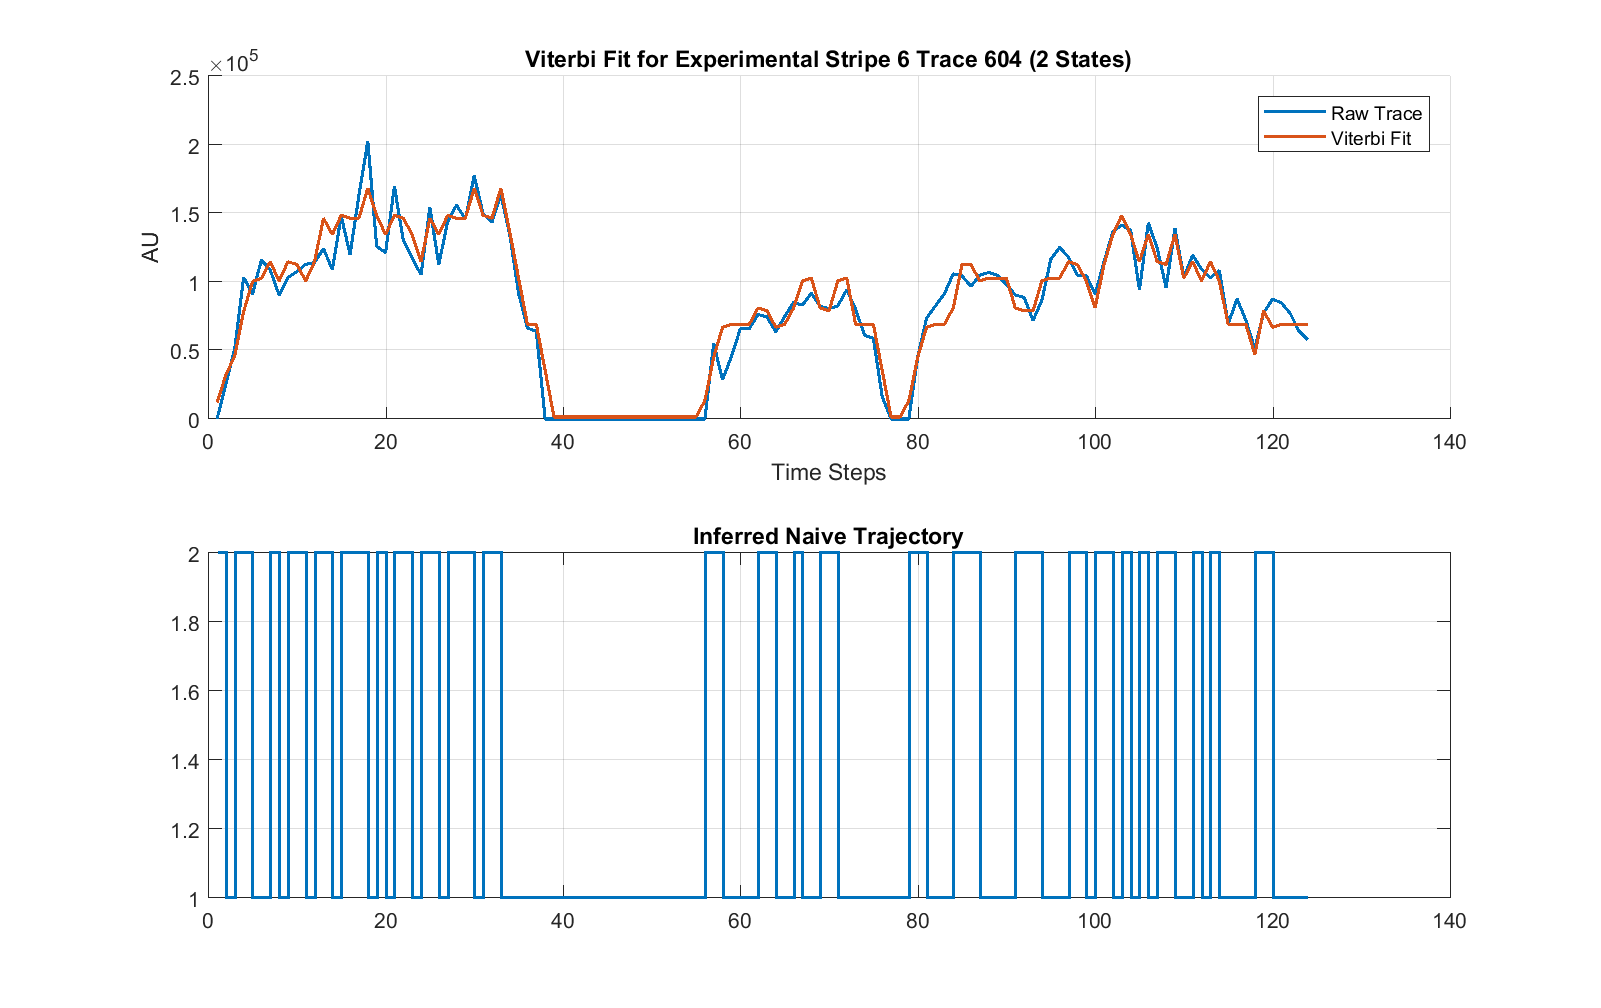 Viterbi Fit for Experimental Stripe 6 Trace 604 (2 States)
×10^5
2.5
2
1.5
1
0.5
0
AU
Raw Trace
Viterbi Fit
0 20 40 60 80 100 120 140
Time Steps
Inferred Naive Trajectory
2
1.8
1.6
1.4
1.2
1
0 20 40 60 80 100 120 140